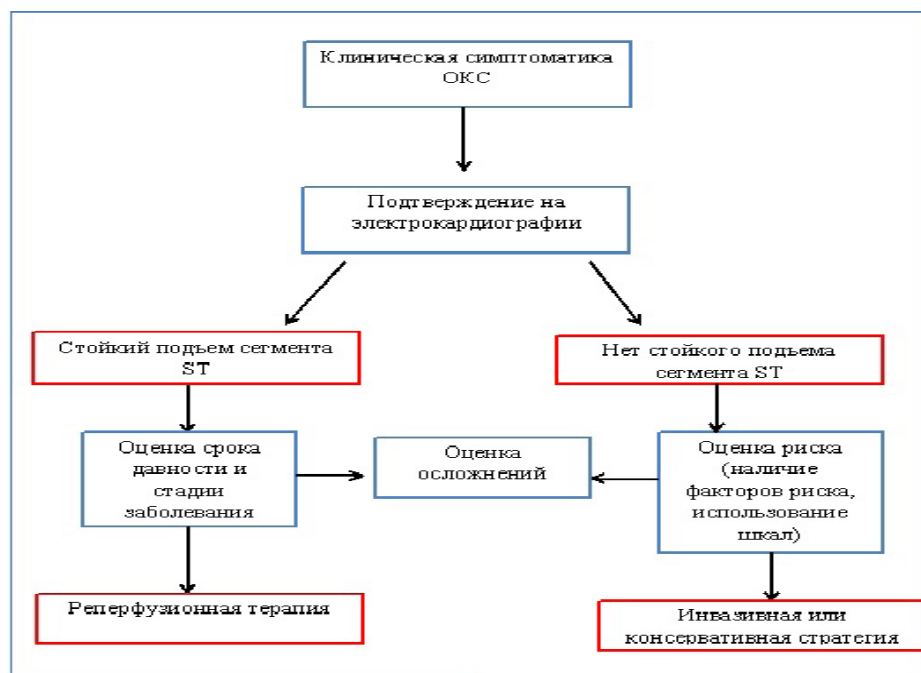 Клиническая симптоматика
ОКС
Подтверждение на
электрокардиографии
Стойкий подъем сегмента
ST
Нет стойкого подъема
сегмента ST
Оценка срока
давности и
стадии
заболевания
Оценка
осложнений
Оценка риска
(наличие
факторов риска,
использование
шкал)
Реперфузионная терапия
Инвазивная или
консервативная стратегия